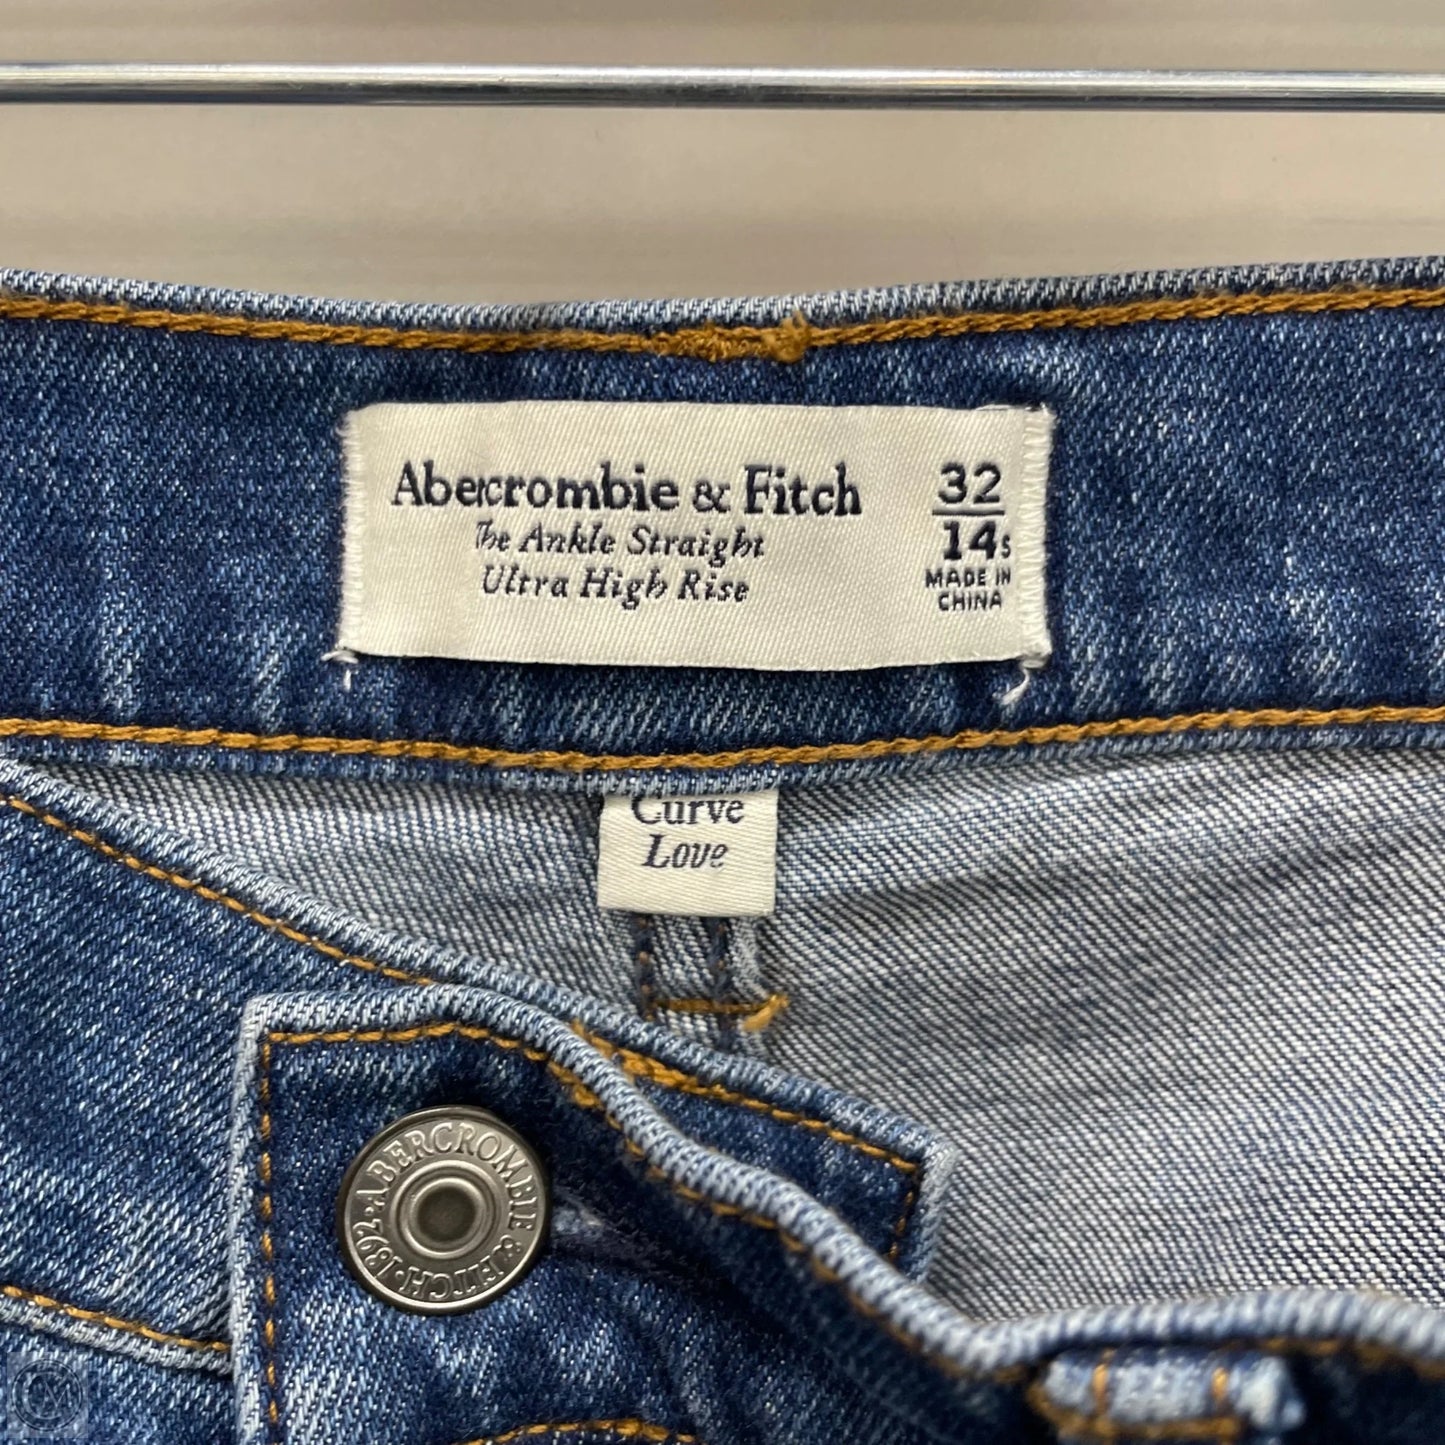 Abercrombie & Fitch
The Ankle Straight
Ultra High Rise
32
14s
MADE IN
CHINA
Curve
Love
ABERCROMBIE & FITCH · 1892 ·